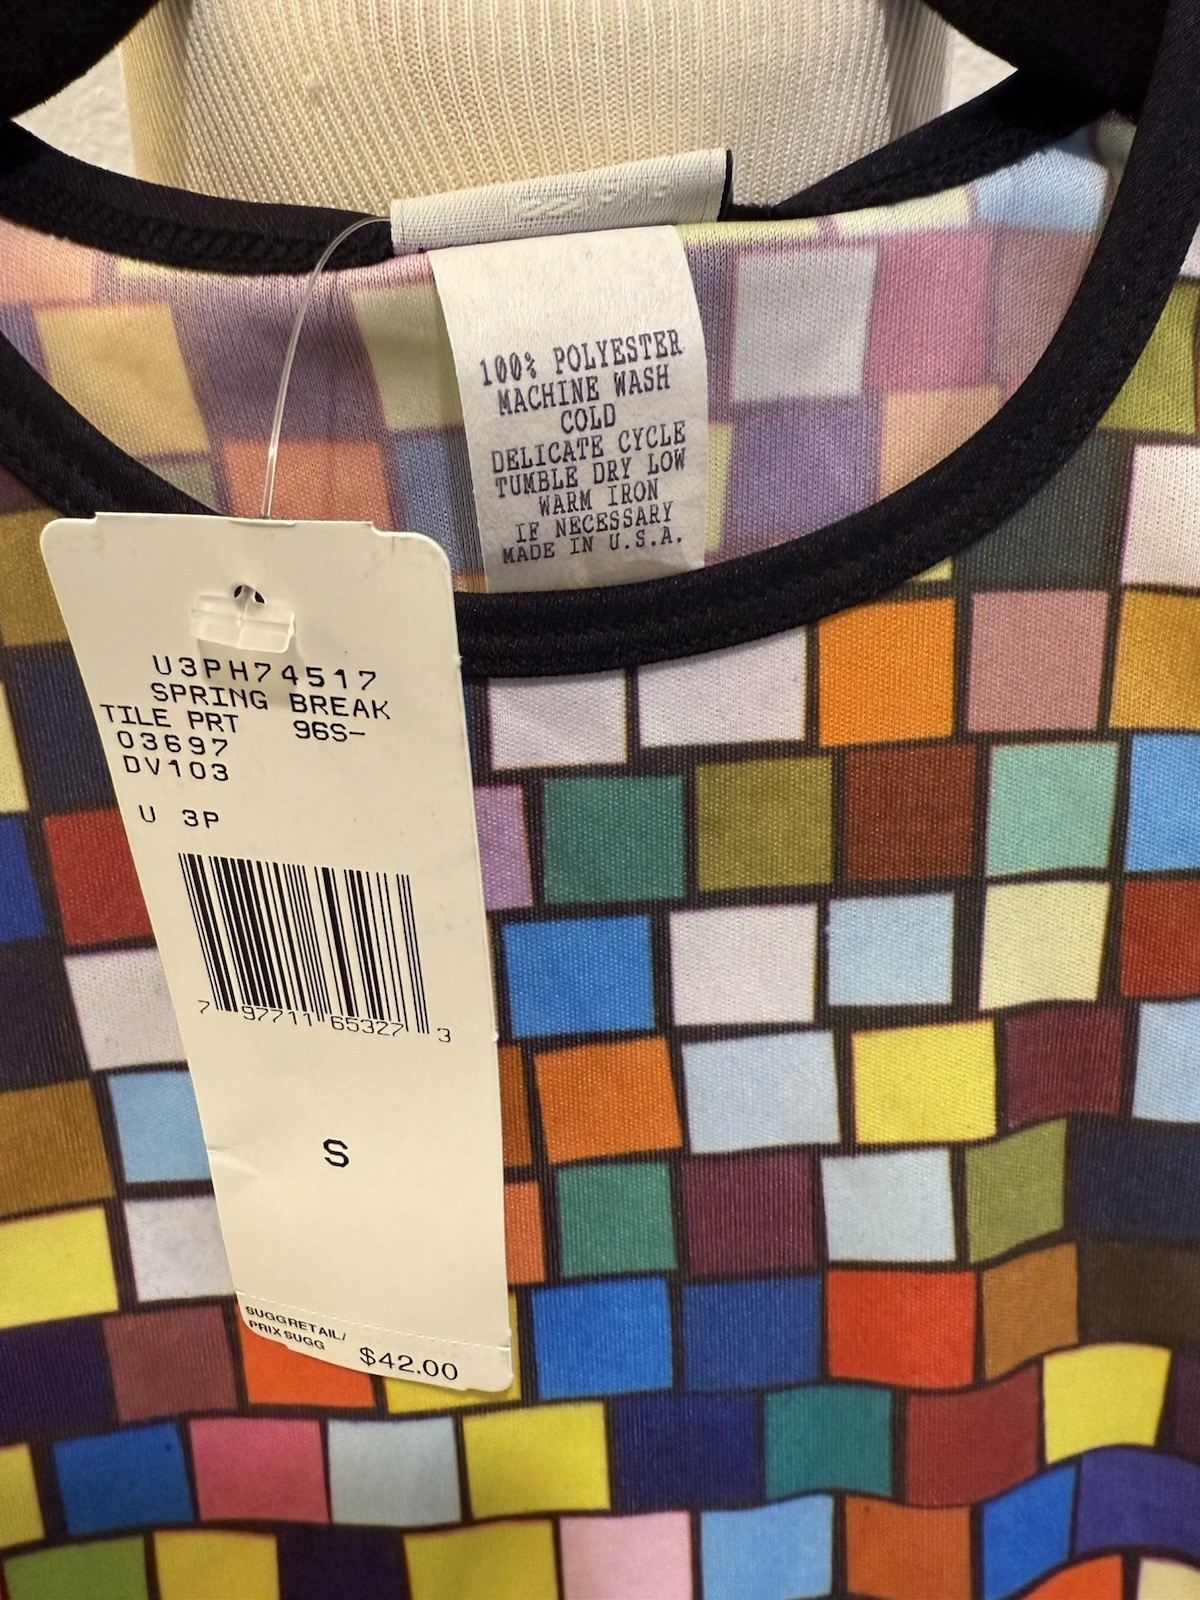 100% POLYESTER
MACHINE WASH
COLD
DELICATE CYCLE
TUMBLE DRY LOW
WARM IRON
IF NECESSARY
MADE IN U.S.A.
U3PH74517
SPRING BREAK
TILE PRT 96S-
03697
DV103
U 3P
7 97711 65327 3
S
SUGG RETAIL/
PRIX SUGG $42.00